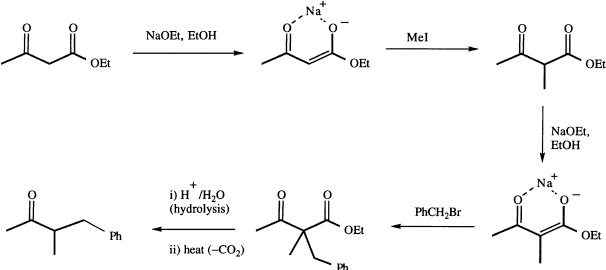 O O OEt
NaOEt, EtOH
Na+ O O− OEt
MeI
O O OEt
NaOEt,
EtOH
Na+ O O− OEt
PhCH2Br
O O OEt Ph
i) H+/H2O
(hydrolysis)
ii) heat (−CO2)
O Ph